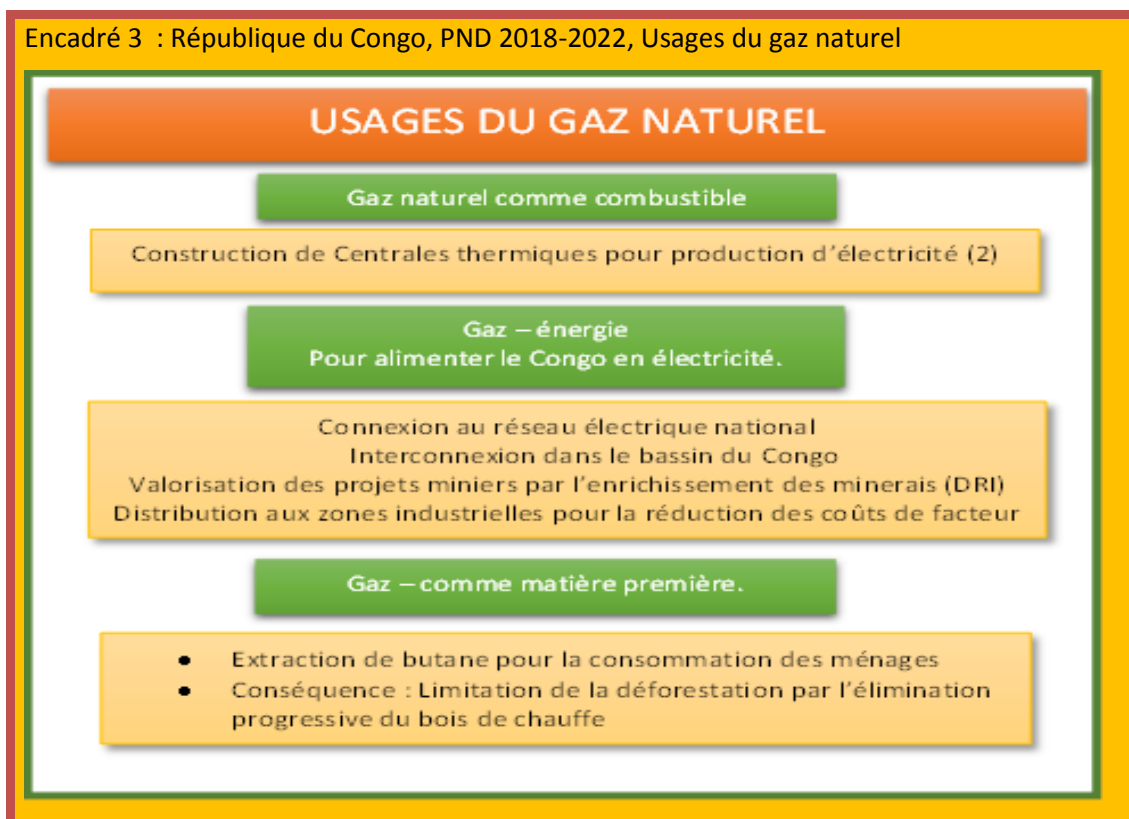 Encadré 3 : République du Congo, PND 2018-2022, Usages du gaz naturel
USAGES DU GAZ NATUREL
Gaz naturel comme combustible
Construction de Centrales thermiques pour production d’électricité (2)
Gaz – énergie
Pour alimenter le Congo en électricité.
Connexion au réseau électrique national
Interconnexion dans le bassin du Congo
Valorisation des projets miniers par l’enrichissement des minerais (DRI)
Distribution aux zones industrielles pour la réduction des coûts de facteur
Gaz – comme matière première.
● Extraction de butane pour la consommation des ménages
● Conséquence : Limitation de la déforestation par l’élimination
progressive du bois de chauffe